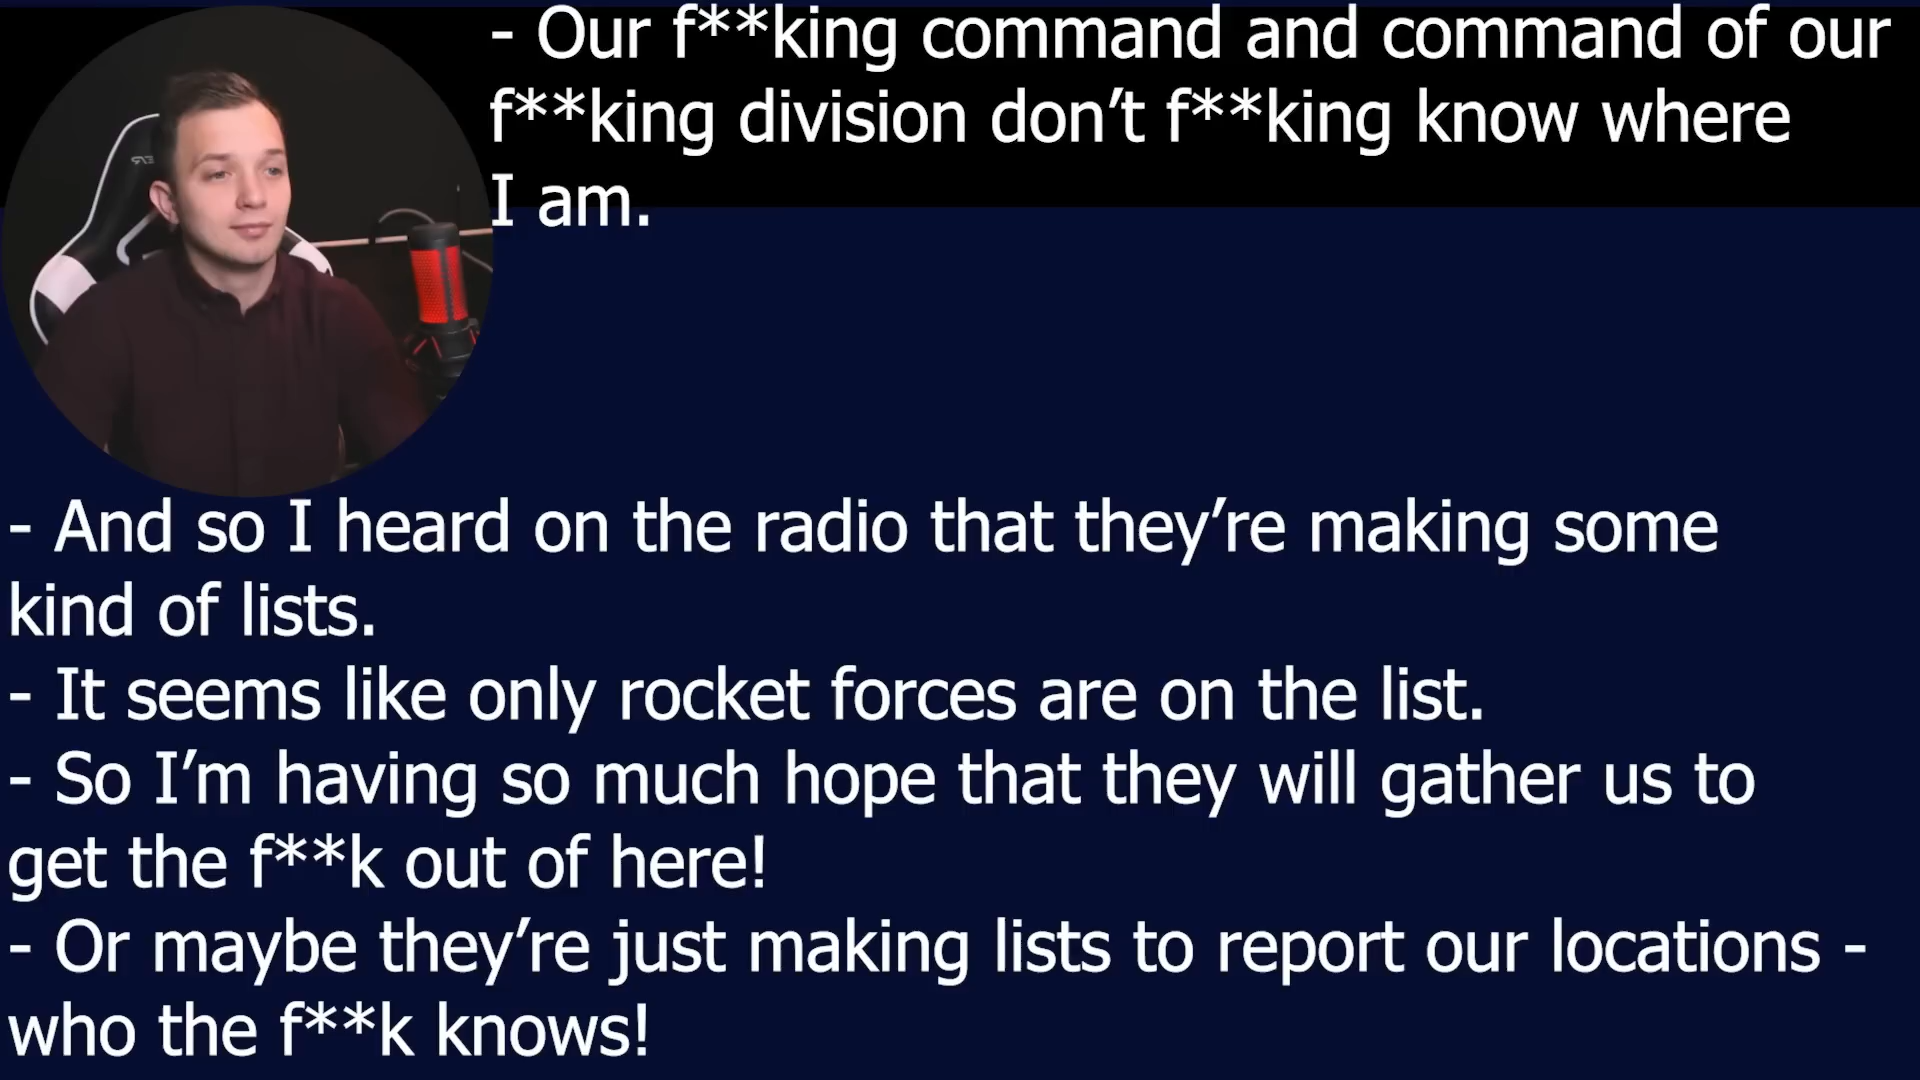 - Our f**king command and command of our
f**king division don’t f**king know where
I am.
- And so I heard on the radio that they’re making some
kind of lists.
- It seems like only rocket forces are on the list.
- So I’m having so much hope that they will gather us to
get the f**k out of here!
- Or maybe they’re just making lists to report our locations -
who the f**k knows!